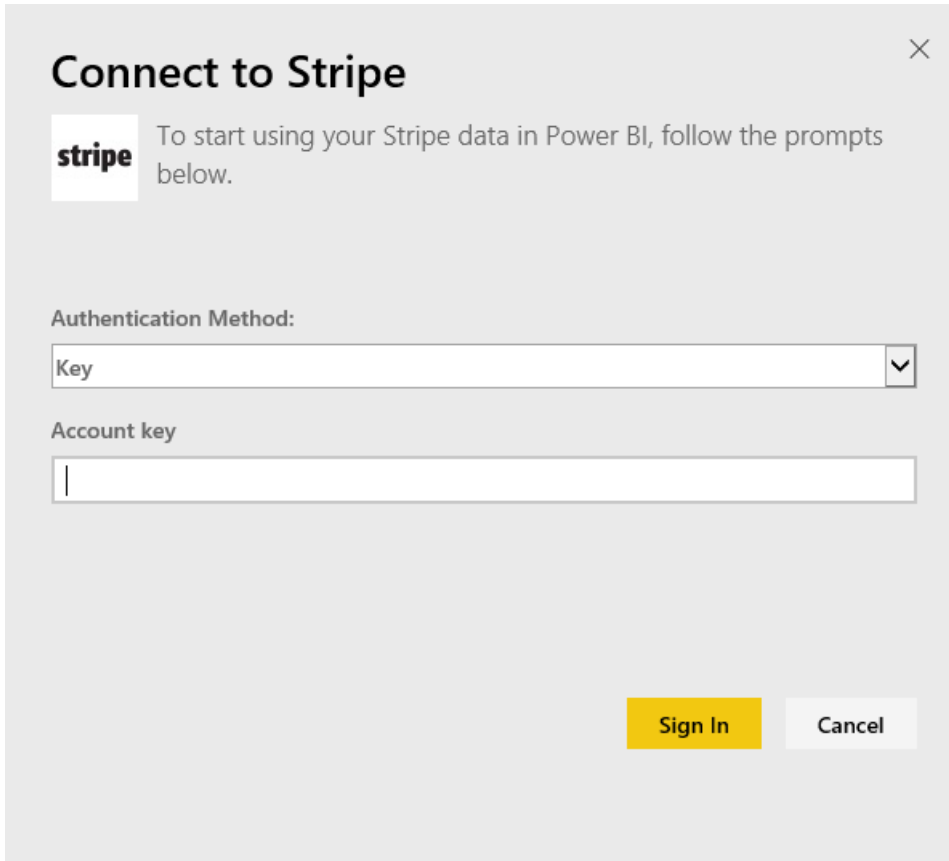 Connect to Stripe
stripe
To start using your Stripe data in Power BI, follow the prompts
below.
Authentication Method:
Key
Account key
Sign In
Cancel